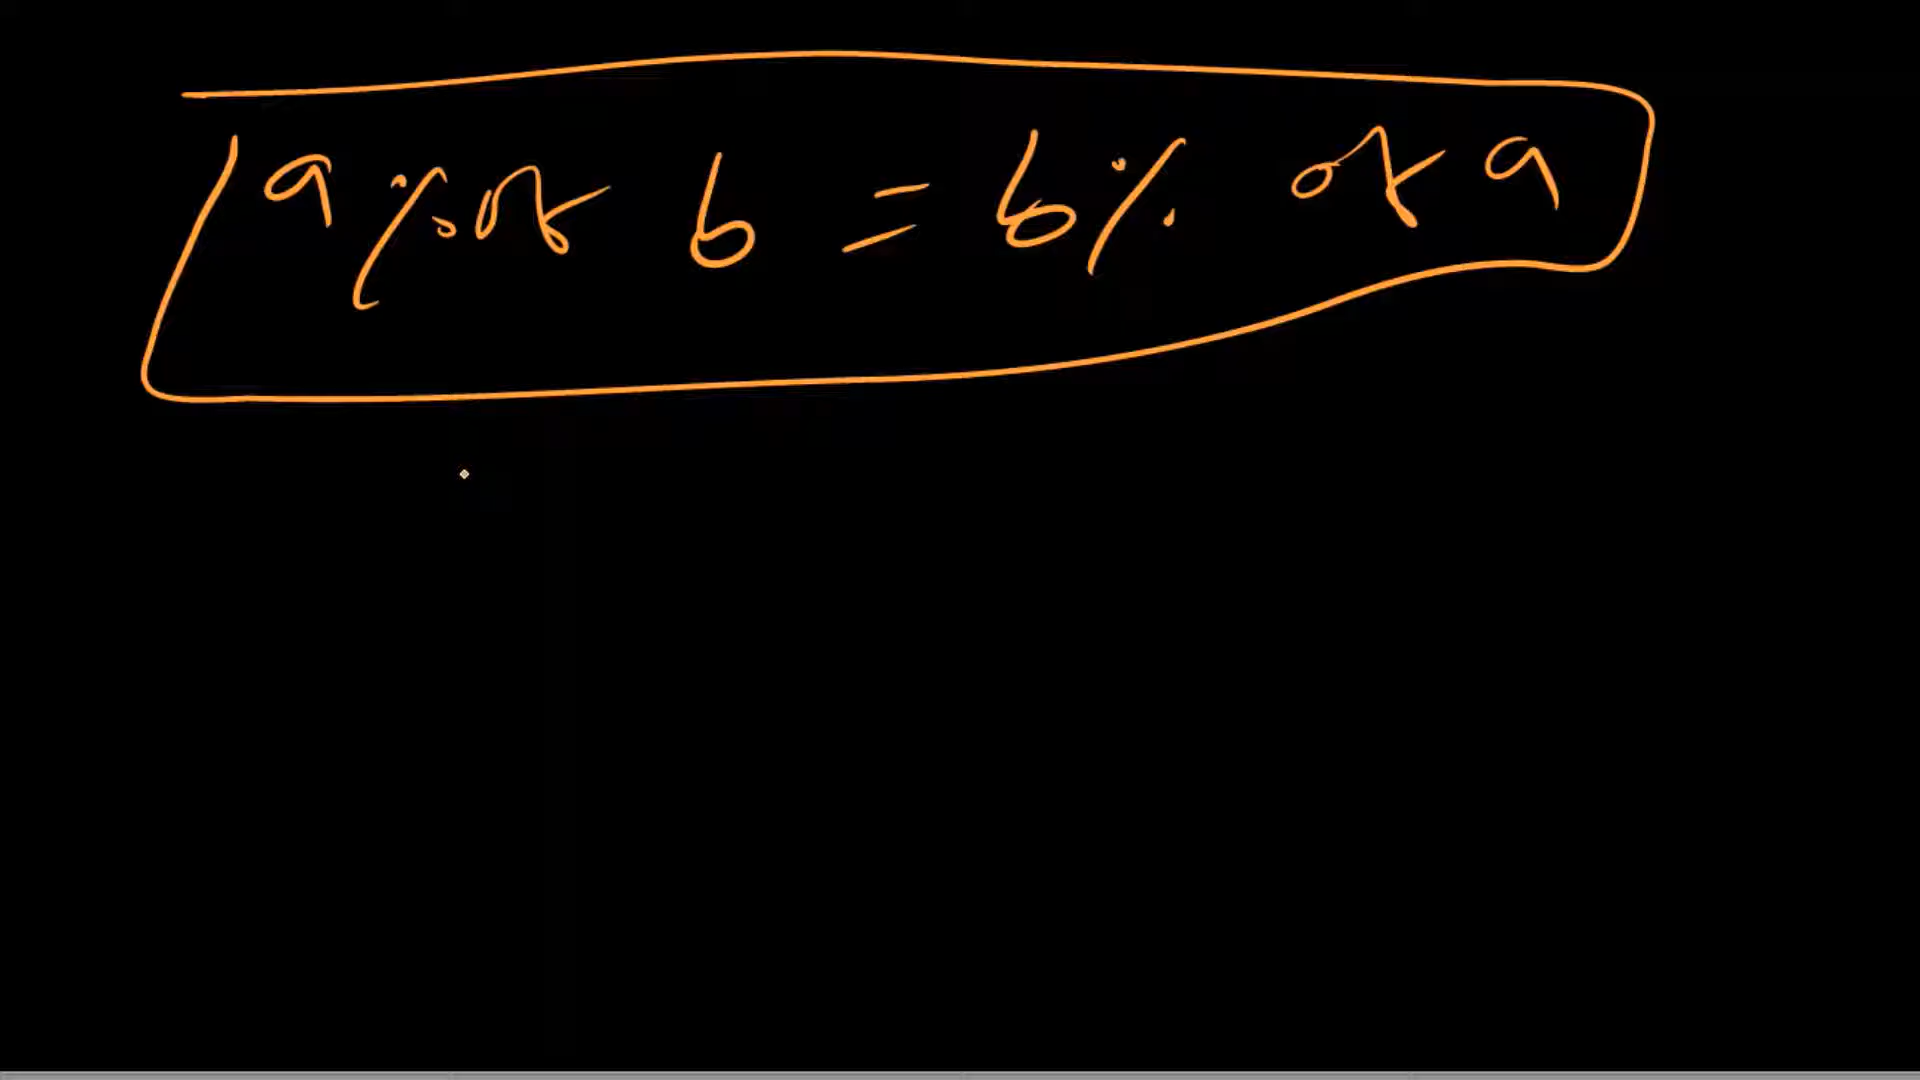 a % of b = b % of a